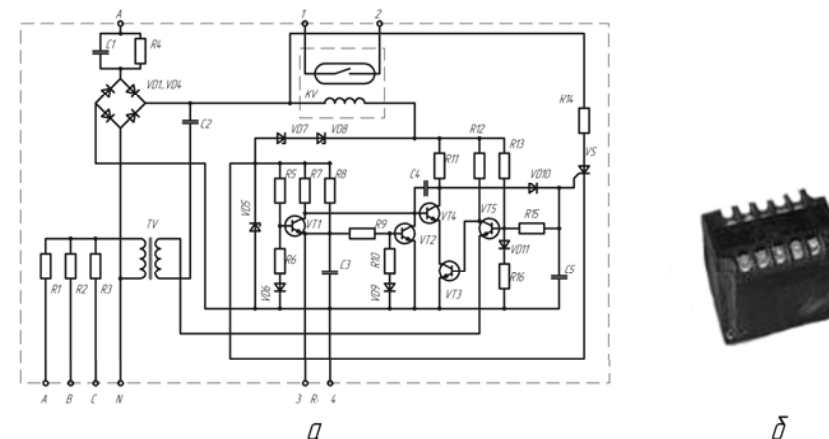 A 1 2
C1 R4
VD1...VD4
KV
C2
R14
VD7 VD8 R12 R13
R5 R7 R8 R11
C4 VD10 VS
VD5
VT1 R9 VT4 VT5 R15
TV VT2
R6 R10 VD11
R1 R2 R3 C3 C5
VD6 VD9 VT3 R16
A B C N 3 R 4
а б